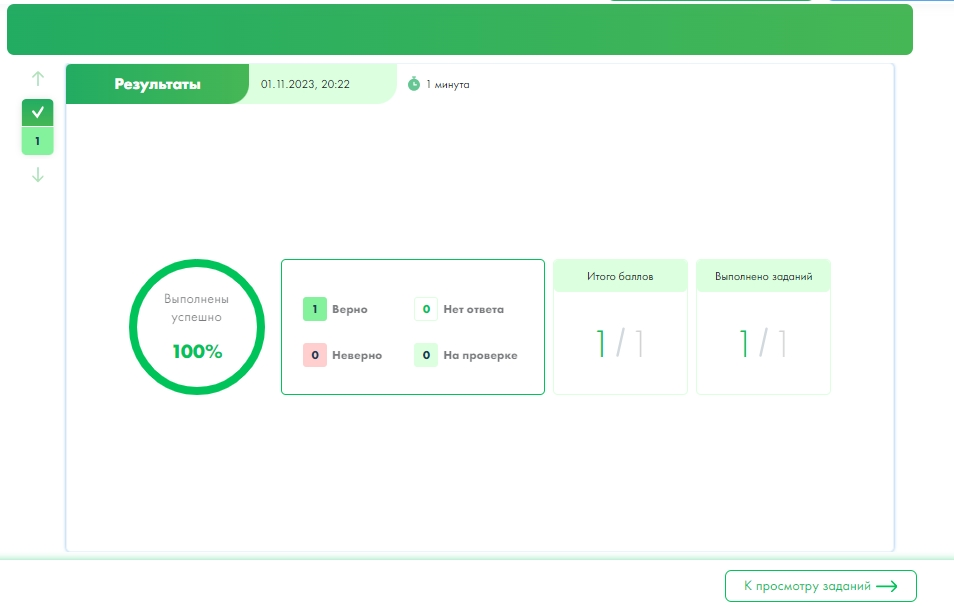 Результаты
01.11.2023, 20:22
1 минута
1
Выполнены
успешно
100%
1 Верно
0 Нет ответа
0 Неверно
0 На проверке
Итого баллов
1 / 1
Выполнено заданий
1 / 1
К просмотру заданий